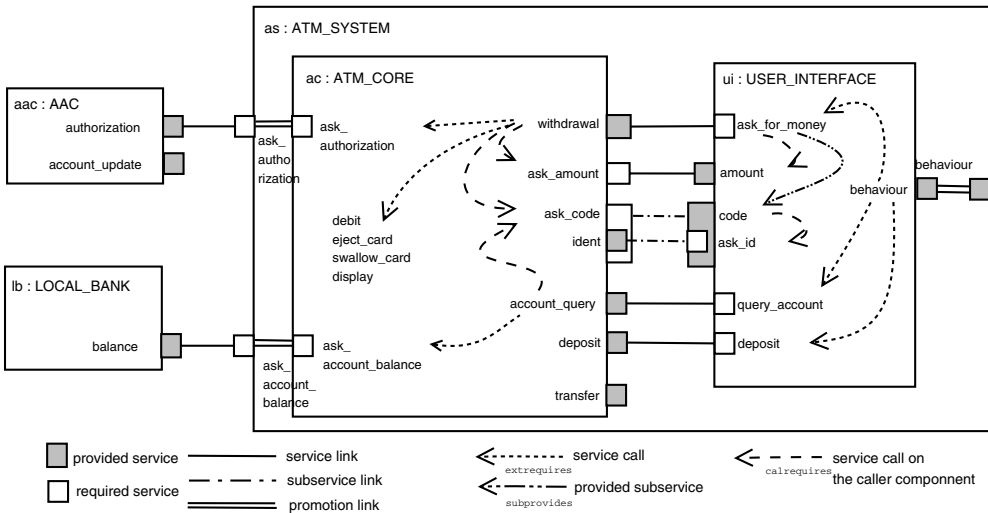 as : ATM_SYSTEM
ac : ATM_CORE
ui : USER_INTERFACE
aac : AAC
authorization
account_update
ask_
autho
rization
ask_
authorization
withdrawal
ask_for_money
ask_amount
amount
behaviour
behaviour
ask_code
code
ident
ask_id
debit
eject_card
swallow_card
display
lb : LOCAL_BANK
balance
account_query
query_account
deposit
deposit
ask_
account_
balance
ask_
account_balance
transfer
provided service
required service
service link
subservice link
promotion link
service call
extrequires
provided subservice
subprovides
service call on
the caller componnent
calrequires